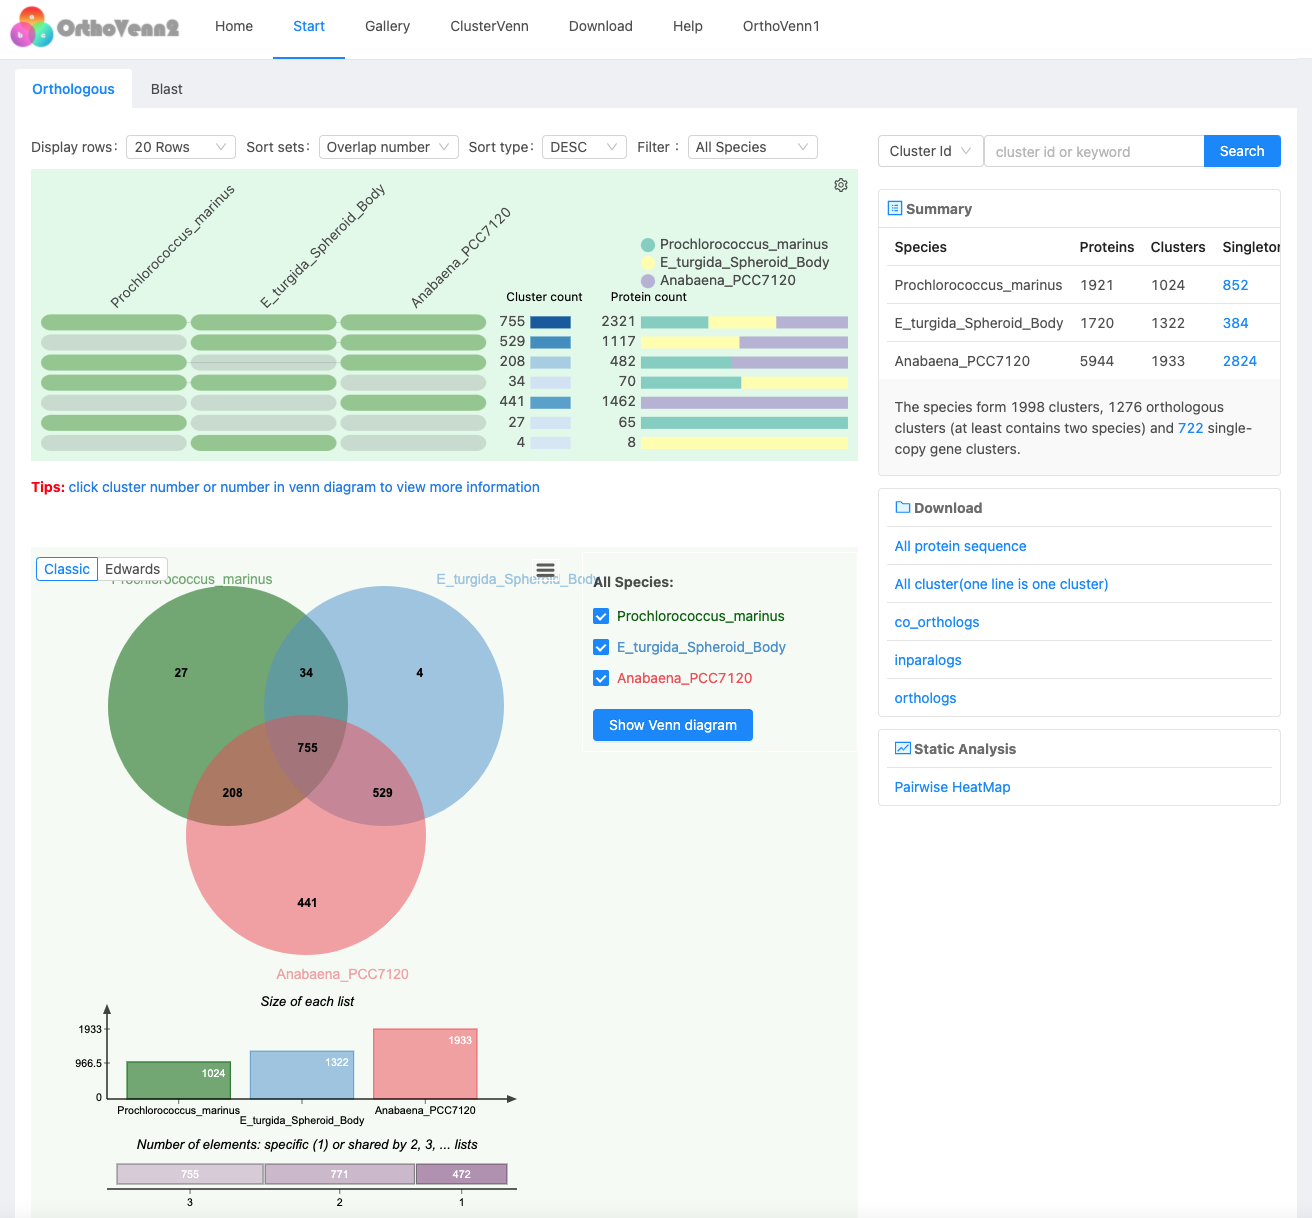 OrthoVenn2
Home Start Gallery ClusterVenn Download Help OrthoVenn1
Orthologous Blast
Display rows: 20 Rows Sort sets: Overlap number Sort type: DESC Filter : All Species
Cluster Id cluster id or keyword Search
Prochlorococcus_marinus
E_turgida_Spheroid_Body
Anabaena_PCC7120
Prochlorococcus_marinus
E_turgida_Spheroid_Body
Anabaena_PCC7120
Cluster count Protein count
755 2321
529 1117
208 482
34 70
441 1462
27 65
4 8
Tips: click cluster number or number in venn diagram to view more information
Classic Edwards
Prochlorococcus_marinus
E_turgida_Spheroid_Body
27 34 4
755
208 529
441
Anabaena_PCC7120
All Species:
Prochlorococcus_marinus
E_turgida_Spheroid_Body
Anabaena_PCC7120
Show Venn diagram
Size of each list
1933
966.5
0
1024
1322
1933
Prochlorococcus_marinus
E_turgida_Spheroid_Body
Anabaena_PCC7120
Number of elements: specific (1) or shared by 2, 3, ... lists
755 771 472
3 2 1
Summary
Species Proteins Clusters Singleton
Prochlorococcus_marinus 1921 1024 852
E_turgida_Spheroid_Body 1720 1322 384
Anabaena_PCC7120 5944 1933 2824
The species form 1998 clusters, 1276 orthologous
clusters (at least contains two species) and 722 single-
copy gene clusters.
Download
All protein sequence
All cluster(one line is one cluster)
co_orthologs
inparalogs
orthologs
Static Analysis
Pairwise HeatMap